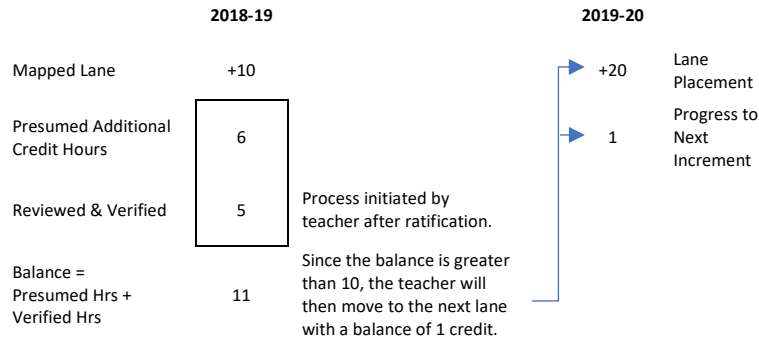 2018-19
2019-20
Mapped Lane
+10
+20
Lane
Placement
Presumed Additional
Credit Hours
6
1
Progress to
Next
Increment
Reviewed & Verified
5
Process initiated by
teacher after ratification.
Balance =
Presumed Hrs +
Verified Hrs
11
Since the balance is greater
than 10, the teacher will
then move to the next lane
with a balance of 1 credit.